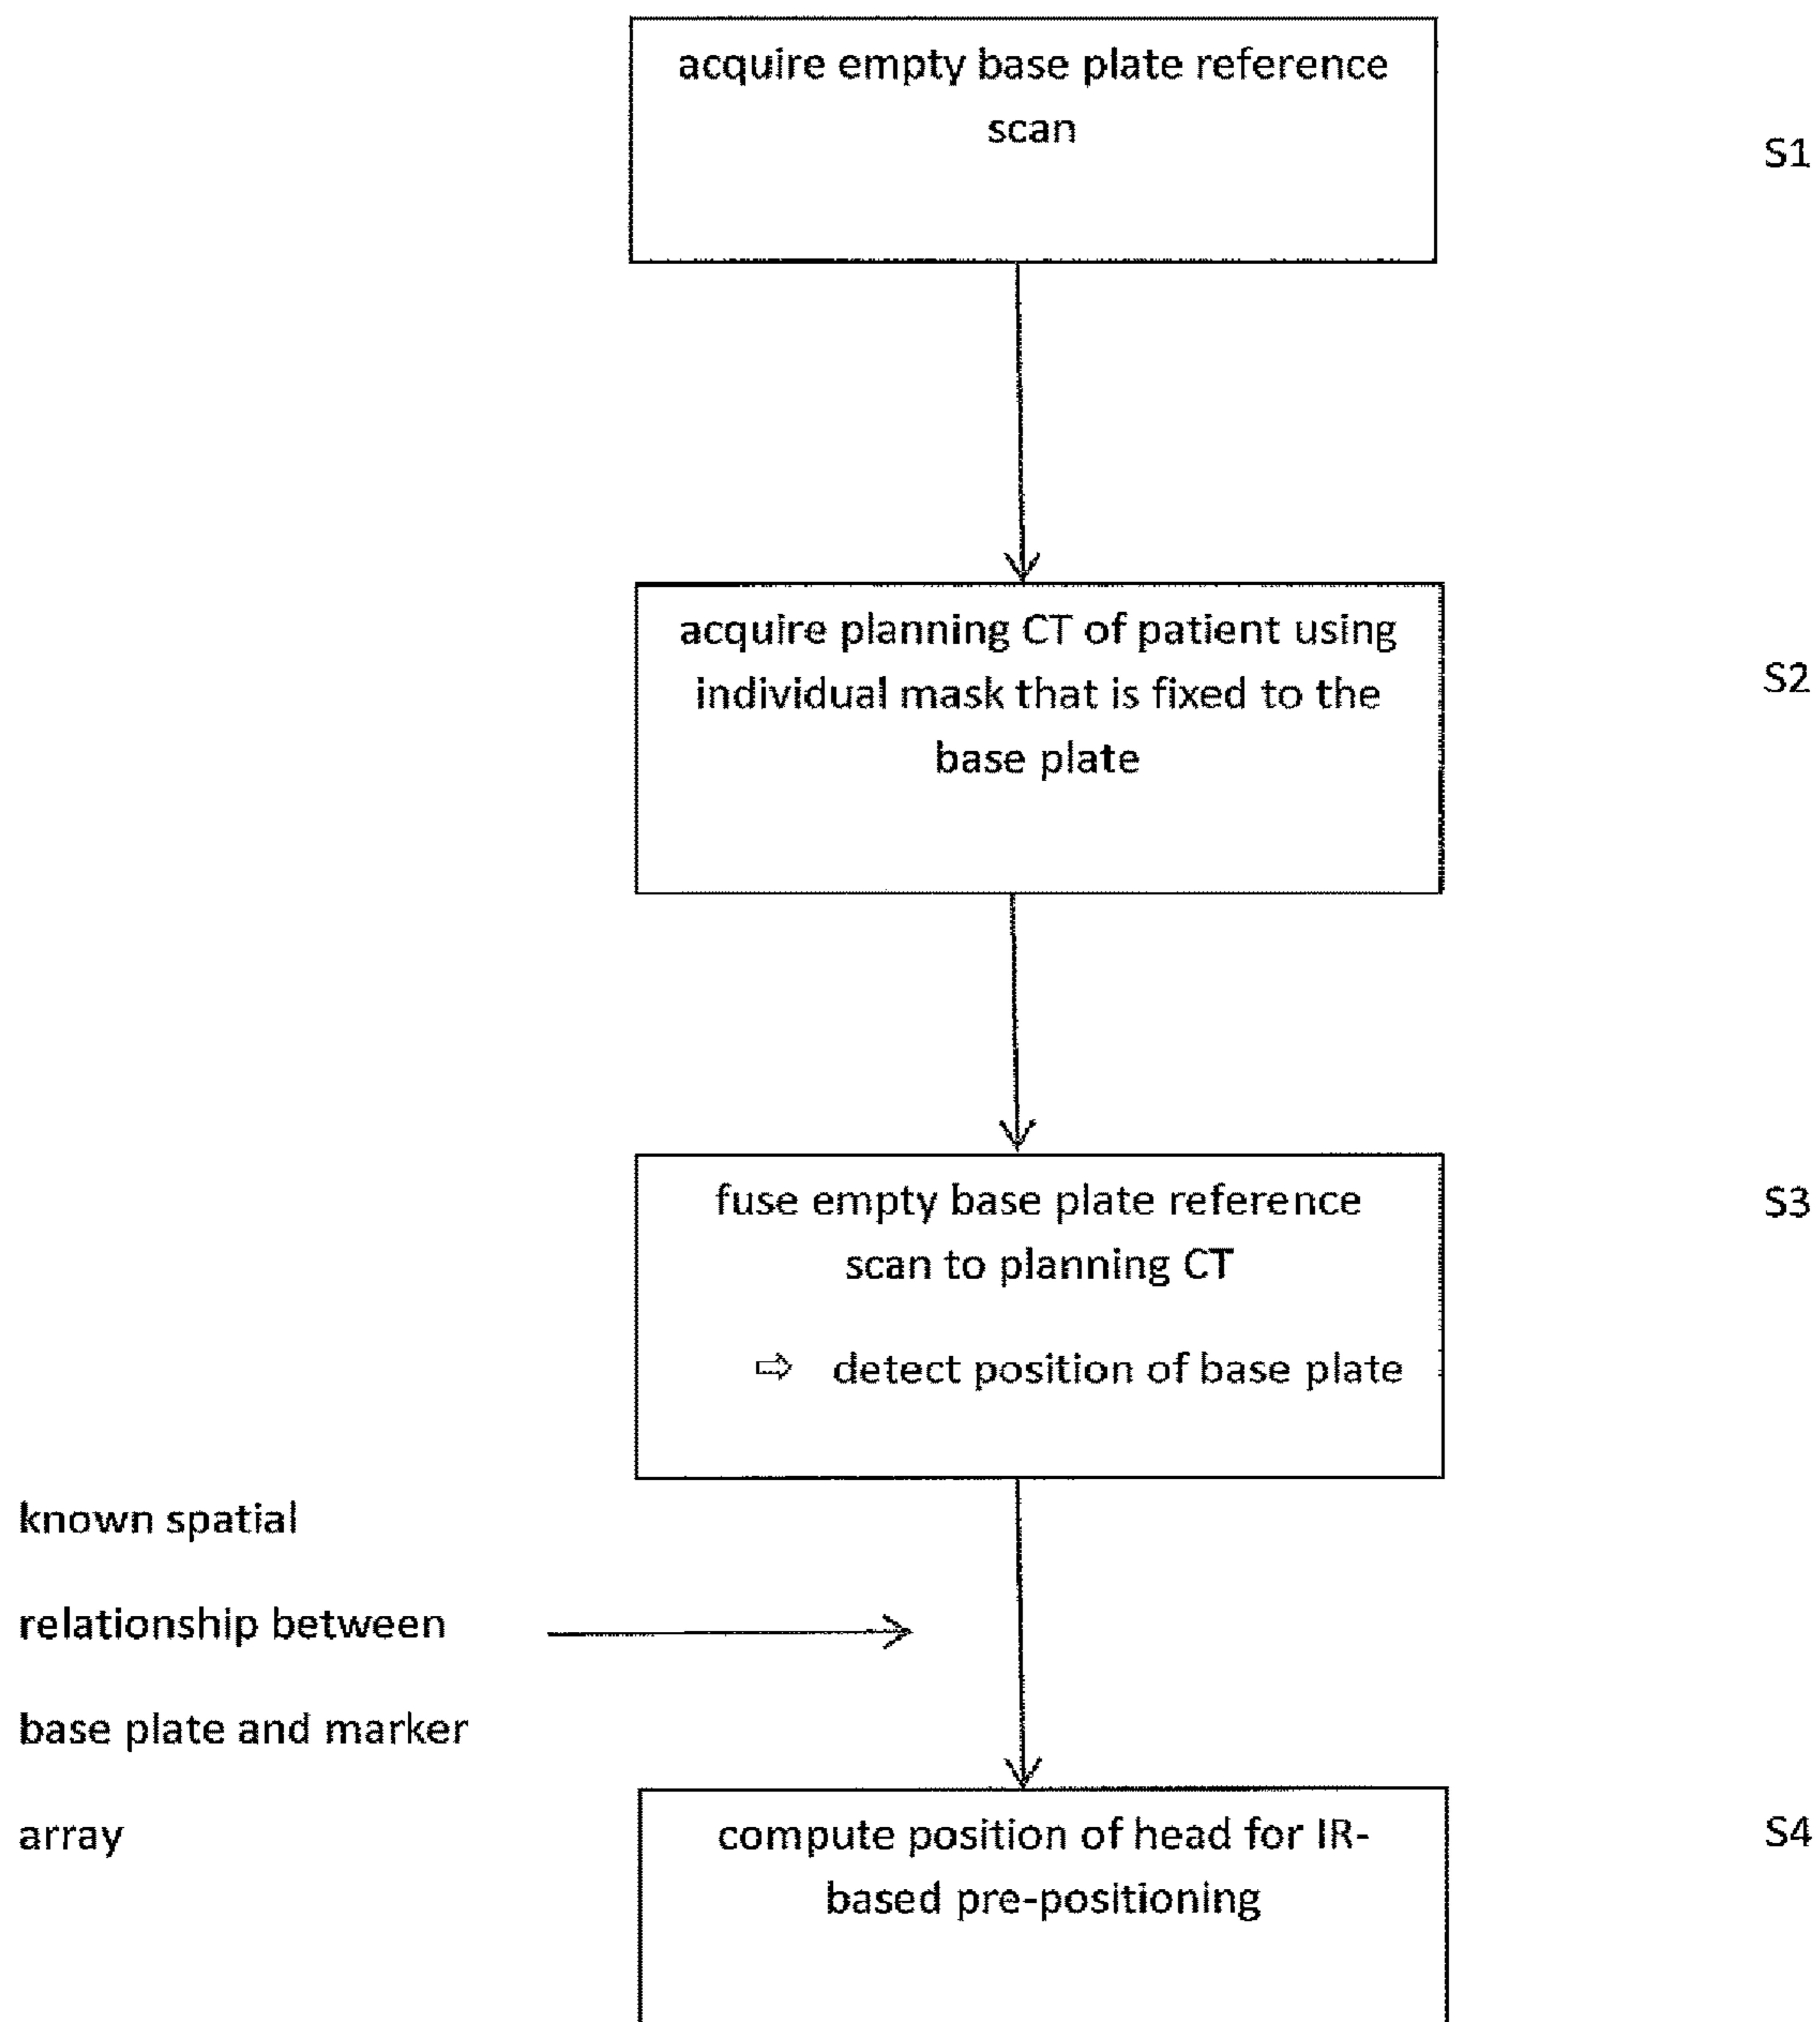 acquire empty base plate reference
scan
S1
acquire planning CT of patient using
individual mask that is fixed to the
base plate
S2
fuse empty base plate reference
scan to planning CT
⇨ detect position of base plate
S3
known spatial
relationship between
base plate and marker
array
compute position of head for IR-
based pre-positioning
S4